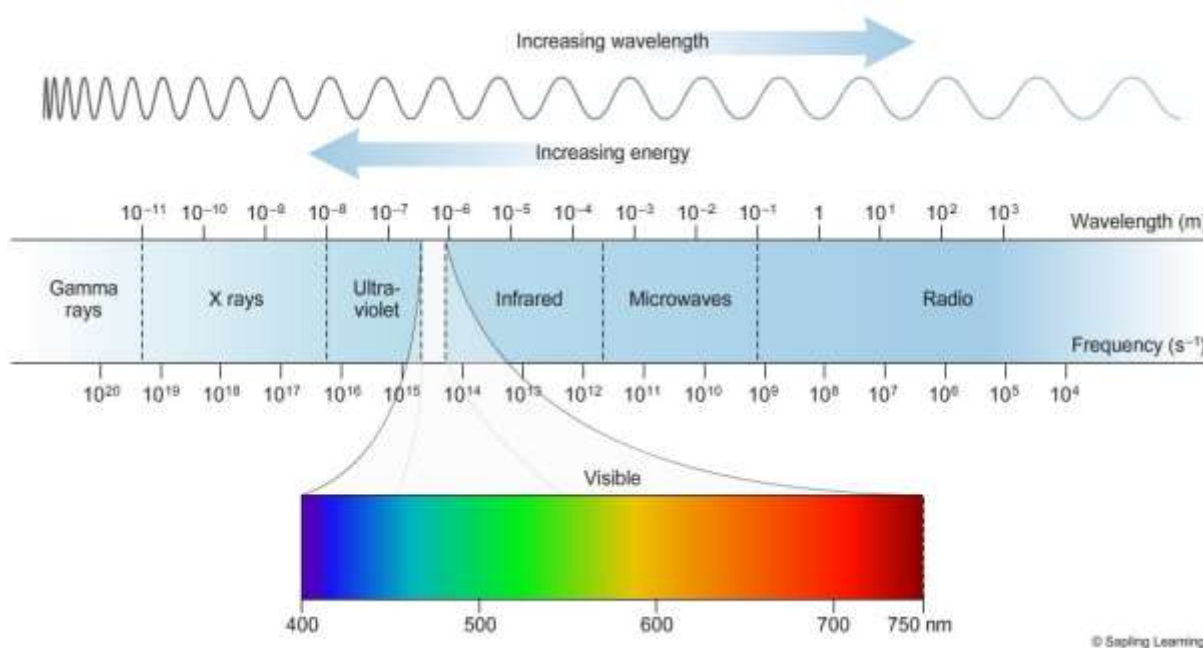 Increasing wavelength
Increasing energy
10⁻¹¹ 10⁻¹⁰ 10⁻⁹ 10⁻⁸ 10⁻⁷ 10⁻⁶ 10⁻⁵ 10⁻⁴ 10⁻³ 10⁻² 10⁻¹ 1 10¹ 10² 10³ Wavelength (m)
Gamma rays X rays Ultra-violet Infrared Microwaves Radio
Frequency (s⁻¹)
10²⁰ 10¹⁹ 10¹⁸ 10¹⁷ 10¹⁶ 10¹⁵ 10¹⁴ 10¹³ 10¹² 10¹¹ 10¹⁰ 10⁹ 10⁸ 10⁷ 10⁶ 10⁵ 10⁴
Visible
400 500 600 700 750 nm
© Sapling Learning